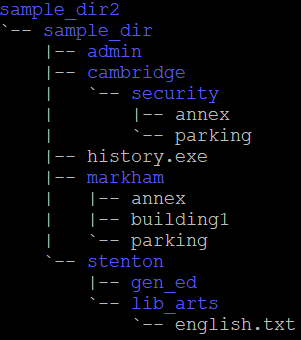 sample_dir2
`-- sample_dir
    |-- admin
    |-- cambridge
    |   `-- security
    |       |-- annex
    |       `-- parking
    |-- history.exe
    |-- markham
    |   |-- annex
    |   |-- building1
    |   `-- parking
    `-- stenton
        |-- gen_ed
        `-- lib_arts
            `-- english.txt